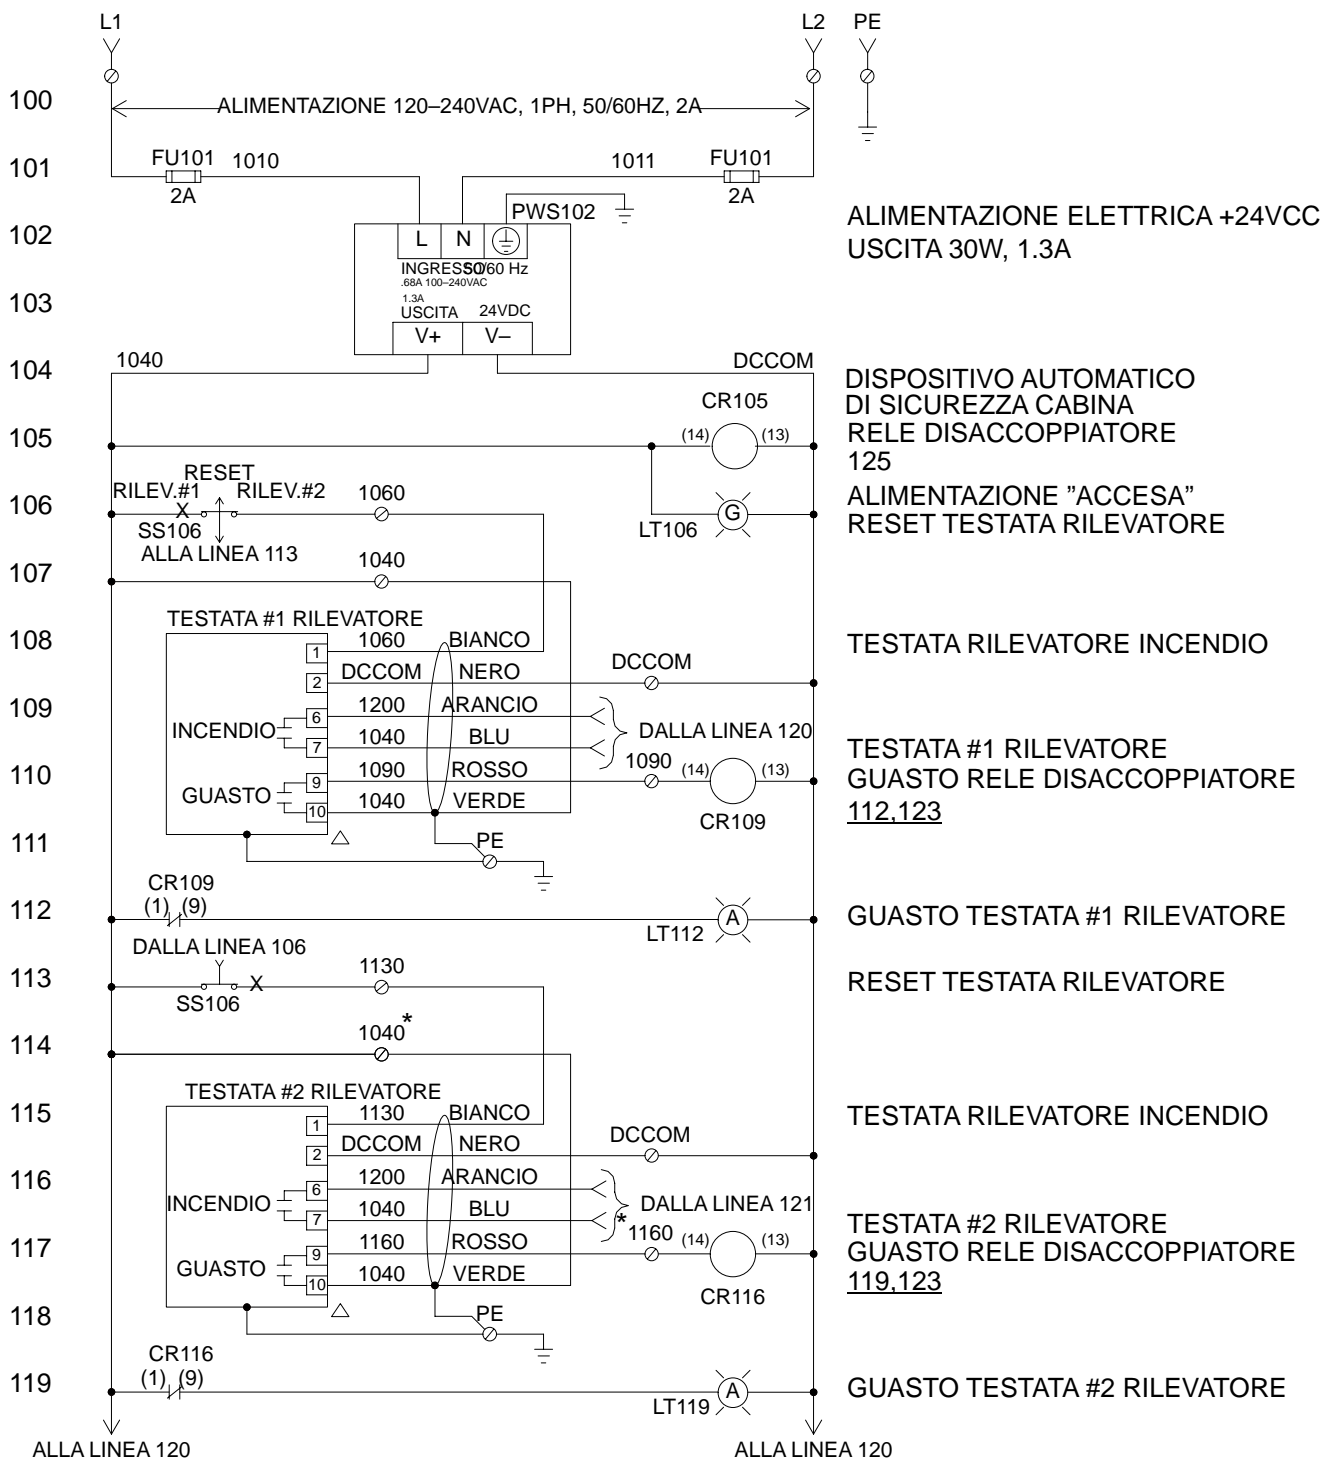 L1 L2 PE
100 ALIMENTAZIONE 120–240VAC, 1PH, 50/60HZ, 2A
101 FU101 1010 1011 FU101
2A 2A
PWS102
102 L N
ALIMENTAZIONE ELETTRICA +24VCC
USCITA 30W, 1.3A
INGRESSO 50/60 Hz
.68A 100–240VAC
103 1.3A
USCITA 24VDC
V+ V–
104 1040 DCCOM
DISPOSITIVO AUTOMATICO
DI SICUREZZA CABINA
CR105
105 (14) (13) RELE DISACCOPPIATORE
125
RESET
106 RILEV.#1 RILEV.#2 1060 ALIMENTAZIONE ”ACCESA”
X G
SS106 LT106 RESET TESTATA RILEVATORE
ALLA LINEA 113
107 1040
TESTATA #1 RILEVATORE
108 1 1060 BIANCO TESTATA RILEVATORE INCENDIO
2 DCCOM NERO DCCOM
109 6 1200 ARANCIO
INCENDIO DALLA LINEA 120
7 1040 BLU TESTATA #1 RILEVATORE
110 9 1090 ROSSO 1090 (14) (13) GUASTO RELE DISACCOPPIATORE
GUASTO
10 1040 VERDE CR109 112,123
111 PE
CR109
112 (1) (9) A GUASTO TESTATA #1 RILEVATORE
LT112
DALLA LINEA 106
113 X 1130 RESET TESTATA RILEVATORE
SS106
114 1040*
TESTATA #2 RILEVATORE
115 1 1130 BIANCO TESTATA RILEVATORE INCENDIO
2 DCCOM NERO DCCOM
116 6 1200 ARANCIO
INCENDIO DALLA LINEA 121
7 1040 BLU * TESTATA #2 RILEVATORE
117 9 1160 ROSSO 1160 (14) (13) GUASTO RELE DISACCOPPIATORE
GUASTO
10 1040 VERDE CR116 119,123
118 PE
CR116
119 (1) (9) A GUASTO TESTATA #2 RILEVATORE
LT119
ALLA LINEA 120 ALLA LINEA 120